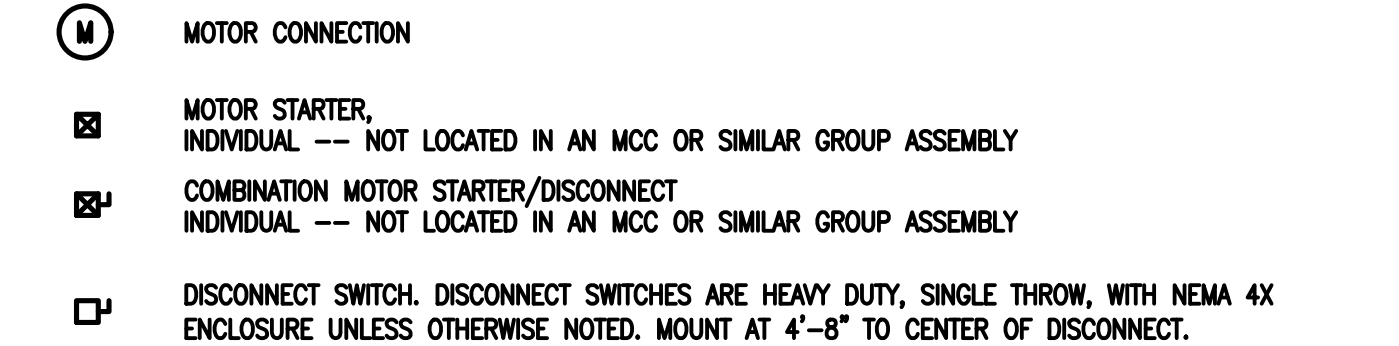 M MOTOR CONNECTION
MOTOR STARTER,
INDIVIDUAL -- NOT LOCATED IN AN MCC OR SIMILAR GROUP ASSEMBLY
COMBINATION MOTOR STARTER/DISCONNECT
INDIVIDUAL -- NOT LOCATED IN AN MCC OR SIMILAR GROUP ASSEMBLY
DISCONNECT SWITCH. DISCONNECT SWITCHES ARE HEAVY DUTY, SINGLE THROW, WITH NEMA 4X
ENCLOSURE UNLESS OTHERWISE NOTED. MOUNT AT 4'-8" TO CENTER OF DISCONNECT.